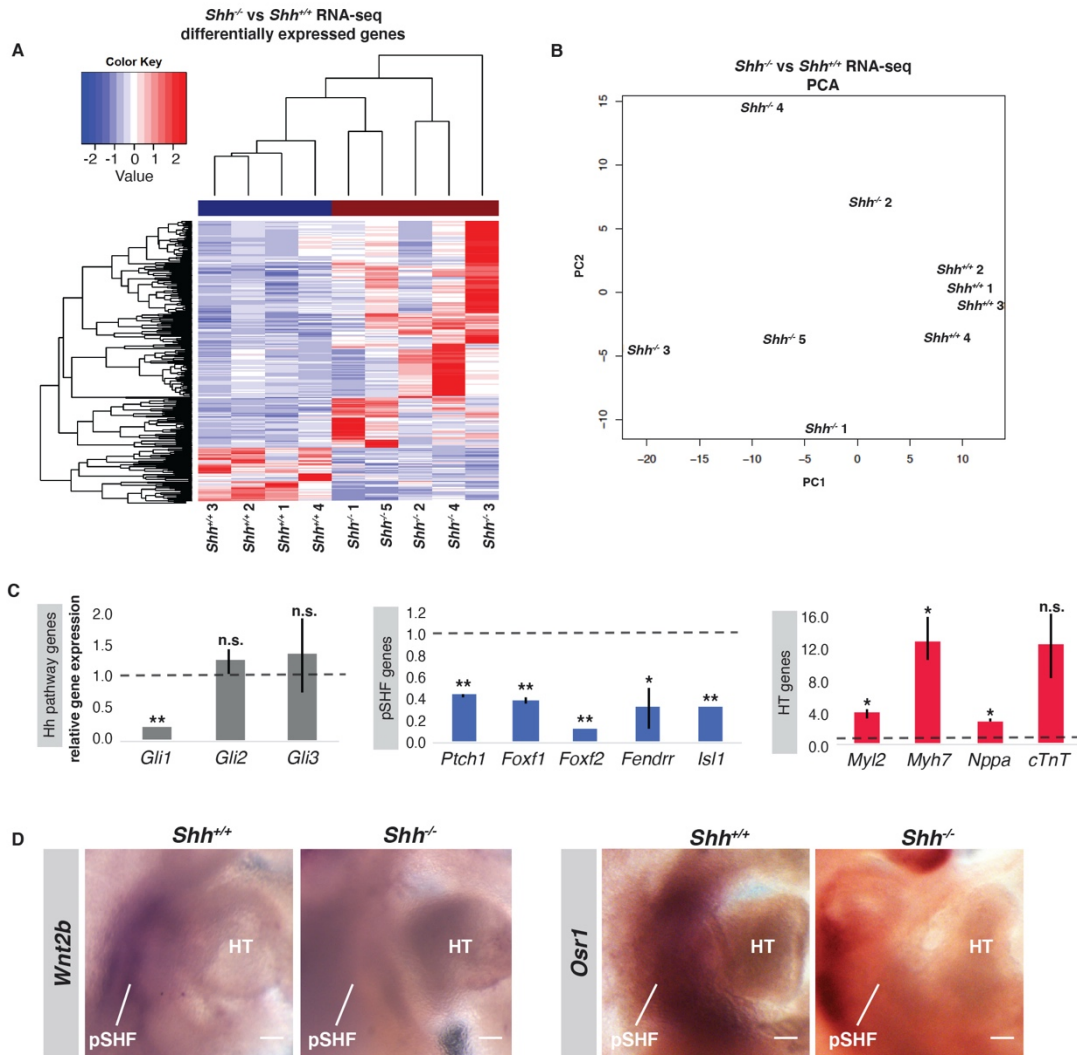 Shh-/- vs Shh+/+ RNA-seq
differentially expressed genes
A
Color Key
-2 -1 0 1 2
Value
Shh+/+ 3
Shh+/+ 2
Shh+/+ 1
Shh+/+ 4
Shh-/- 1
Shh-/- 5
Shh-/- 2
Shh-/- 4
Shh-/- 3
B
Shh-/- vs Shh+/+ RNA-seq
PCA
15
10
5
0
−5
−10
PC2
Shh-/- 4
Shh-/- 2
Shh+/+ 2
Shh+/+ 1
Shh+/+ 3
Shh+/+ 4
Shh-/- 5
Shh-/- 3
Shh-/- 1
−20 −15 −10 −5 0 5 10
PC1
C
Hh pathway genes
relative gene expression
2.0
1.5
1.0
0.5
0.0
** n.s. n.s.
Gli1 Gli2 Gli3
pSHF genes
1.2
1.0
0.8
0.6
0.4
0.2
0.0
** ** ** * **
Ptch1 Foxf1 Foxf2 Fendrr Isl1
HT genes
16.0
12.0
8.0
4.0
0.0
* * * n.s.
Myl2 Myh7 Nppa cTnT
D
Shh+/+ Shh-/-
Wnt2b
HT HT
pSHF pSHF
Shh+/+ Shh-/-
Osr1
HT HT
pSHF pSHF